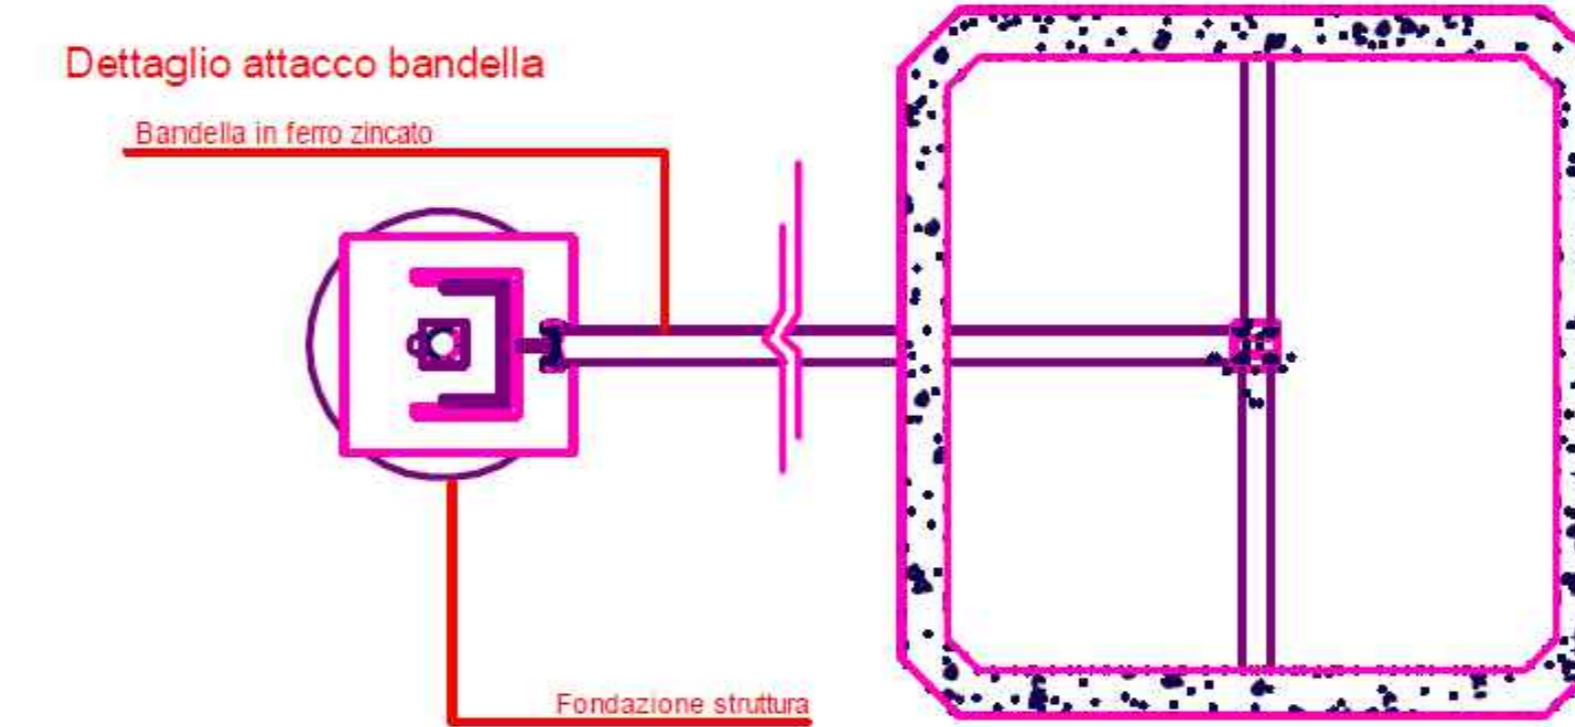 Dettaglio attacco bandella
Bandella in ferro zincato
Fondazione struttura